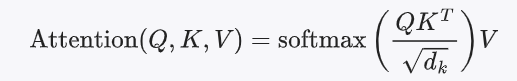 Attention(Q, K, V) = softmax(QK^T / √d_k)V